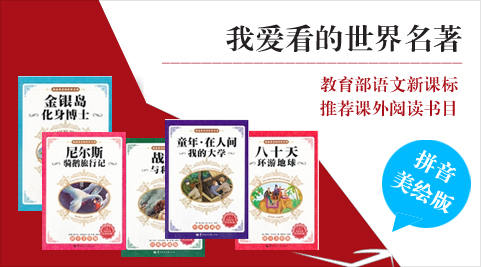 我爱看的世界名著
教育部语文新课标
推荐课外阅读书目
拼音
美绘版
金银岛
化身博士
尼尔斯
骑鹅旅行记
战
与和
童年·在人间
我的大学
八十天
环游地球